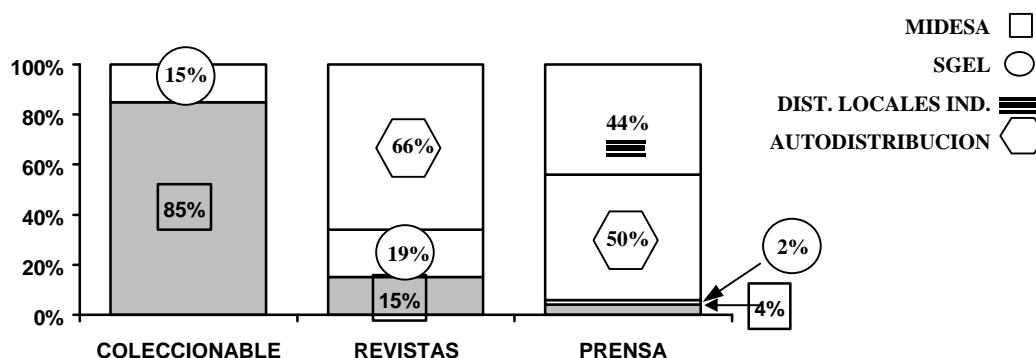 MIDESA
SGEL
DIST. LOCALES IND.
AUTODISTRIBUCION
100%
80%
60%
40%
20%
0%
15%
85%
66%
19%
15%
44%
50%
2%
4%
COLECCIONABLE
REVISTAS
PRENSA